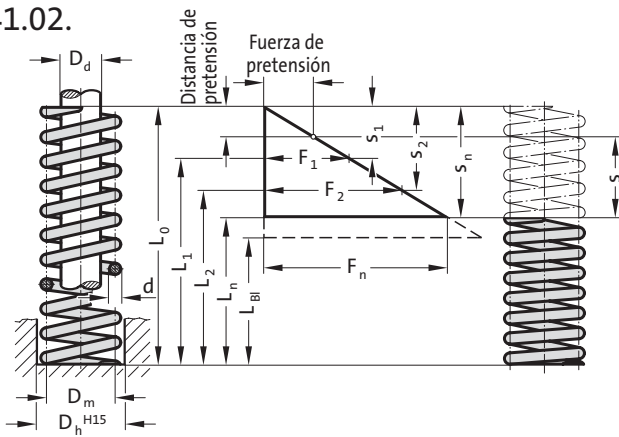 41.02.
D_d
Distancia de
pretensión
Fuerza de
pretensión
s_1
s_2
s_n
s
F_1
F_2
F_n
L_0
L_1
L_2
L_n
L_Bl
d
D_m
D_h^H15